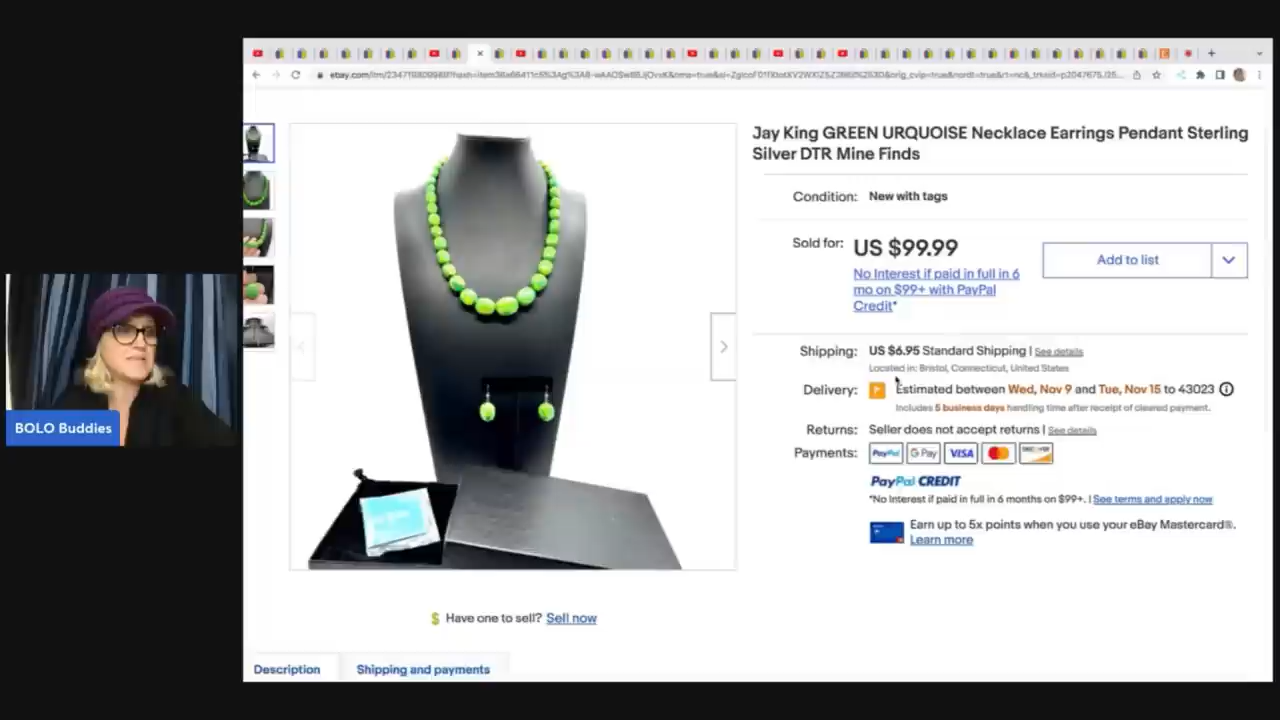 Jay King GREEN URQUOISE Necklace Earrings Pendant Sterling
Silver DTR Mine Finds
Condition: New with tags
Sold for: US $99.99
Add to list
No Interest if paid in full in 6
mo on $99+ with PayPal
Credit*
Shipping: US $6.95 Standard Shipping | See details
Located in: Bristol, Connecticut, United States
Delivery: Estimated between Wed, Nov 9 and Tue, Nov 15 to 43023
Includes 5 business days handling time after receipt of cleared payment.
Returns: Seller does not accept returns | See details
Payments: PayPal G Pay VISA
PayPal CREDIT
*No Interest if paid in full in 6 months on $99+. | See terms and apply now
Earn up to 5x points when you use your eBay Mastercard®.
Learn more
BOLO Buddies
$ Have one to sell? Sell now
Description Shipping and payments